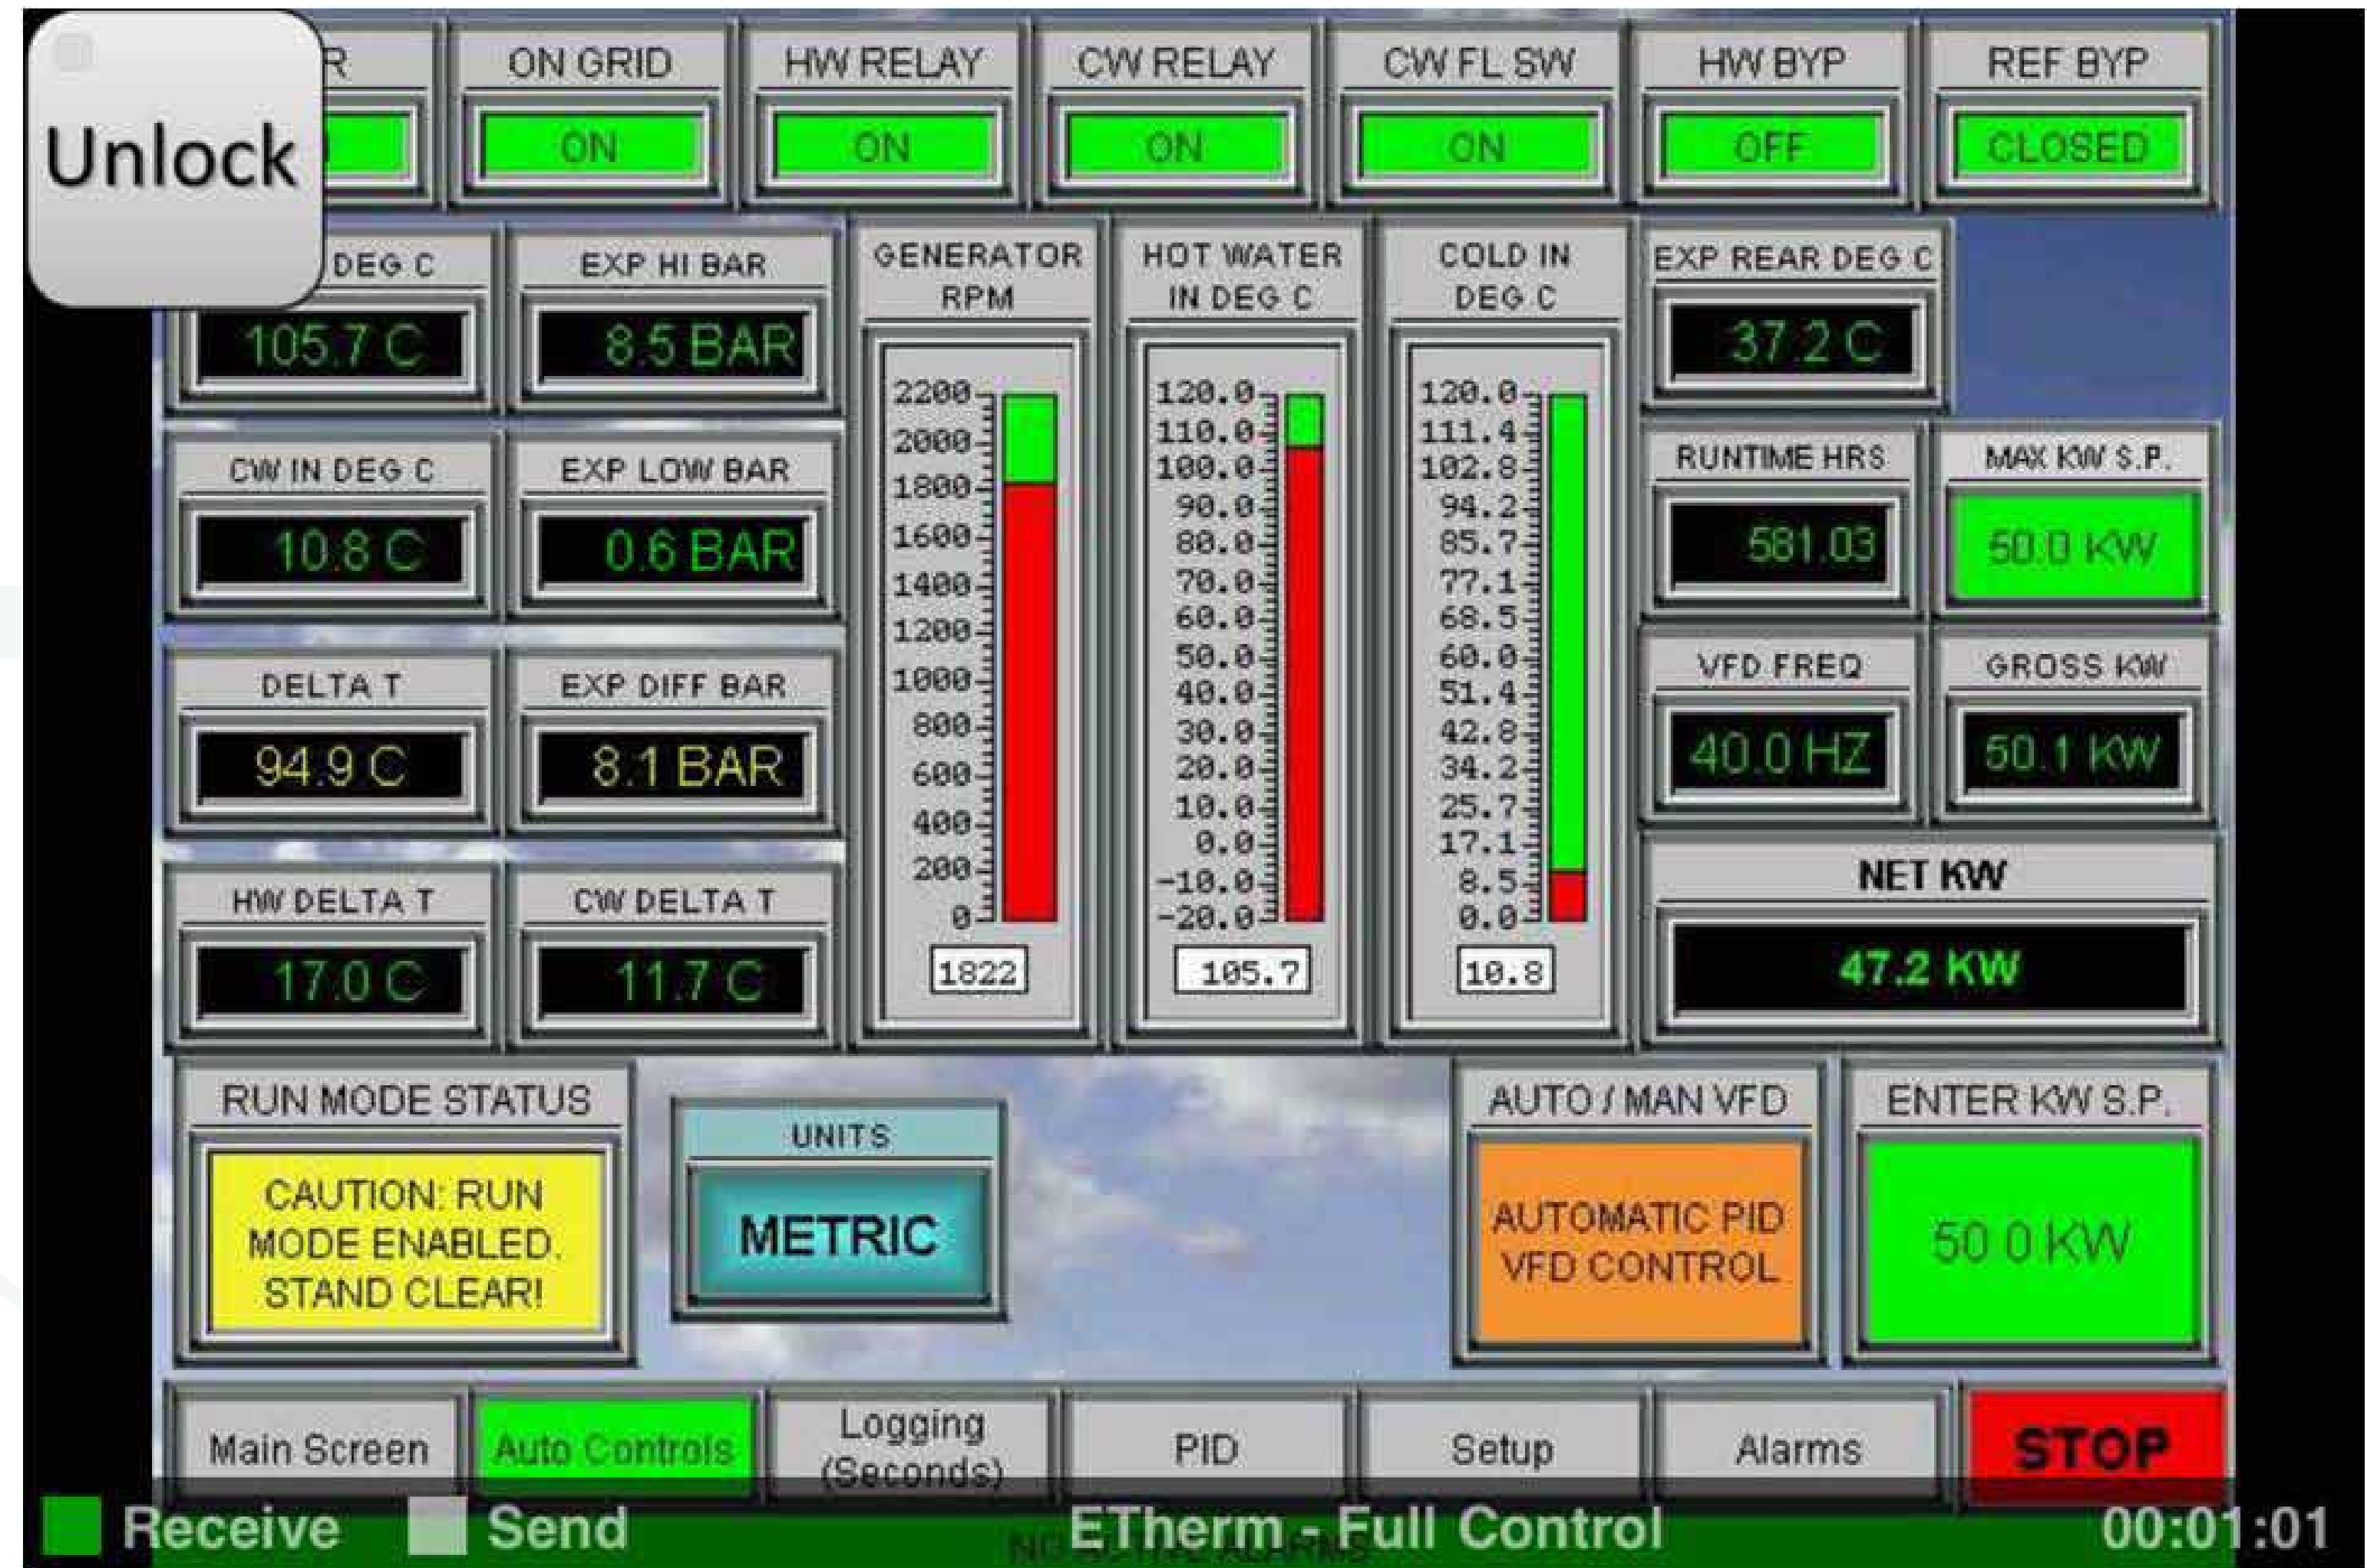 Unlock
R
ON GRID
ON
HW RELAY
ON
CW RELAY
ON
CW FL SW
ON
HW BYP
OFF
REF BYP
CLOSED
DEG C
105.7 C
EXP HI BAR
8.5 BAR
CW IN DEG C
10.8 C
EXP LOW BAR
0.6 BAR
DELTA T
94.9 C
EXP DIFF BAR
8.1 BAR
HW DELTA T
17.0 C
CW DELTA T
11.7 C
GENERATOR
RPM
2200
2000
1800
1600
1400
1200
1000
800
600
400
200
0
1822
HOT WATER
IN DEG C
120.0
110.0
100.0
90.0
80.0
70.0
60.0
50.0
40.0
30.0
20.0
10.0
0.0
-10.0
-20.0
105.7
COLD IN
DEG C
120.0
111.4
102.8
94.2
85.7
77.1
68.5
60.0
51.4
42.8
34.2
25.7
17.1
8.5
0.0
10.8
EXP REAR DEG C
37.2 C
RUNTIME HRS
581.03
MAX KW S.P.
50.0 KW
VFD FREQ
40.0 HZ
GROSS KW
50.1 KW
NET KW
47.2 KW
RUN MODE STATUS
CAUTION: RUN
MODE ENABLED.
STAND CLEAR!
UNITS
METRIC
AUTO / MAN VFD
AUTOMATIC PID
VFD CONTROL
ENTER KW S.P.
50.0 KW
Main Screen
Auto Controls
Logging
(Seconds)
PID
Setup
Alarms
STOP
Receive
Send
ETherm - Full Control
00:01:01